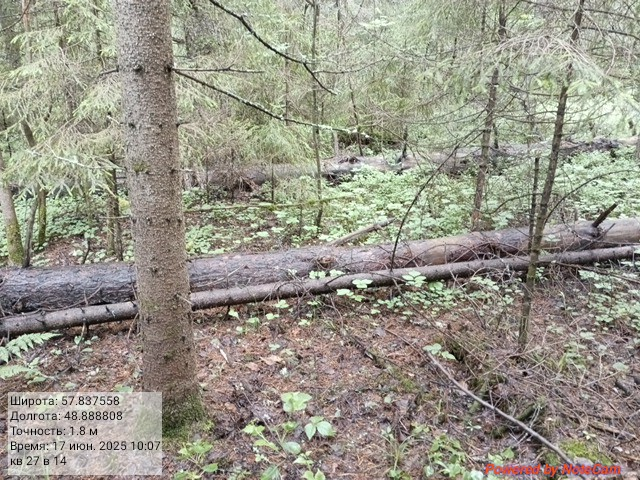 Широта: 57.837558
Долгота: 48.888808
Точность: 1.8 м
Время: 17 июн. 2025 10:07
кв 27 в 14
Powered by NoteCam